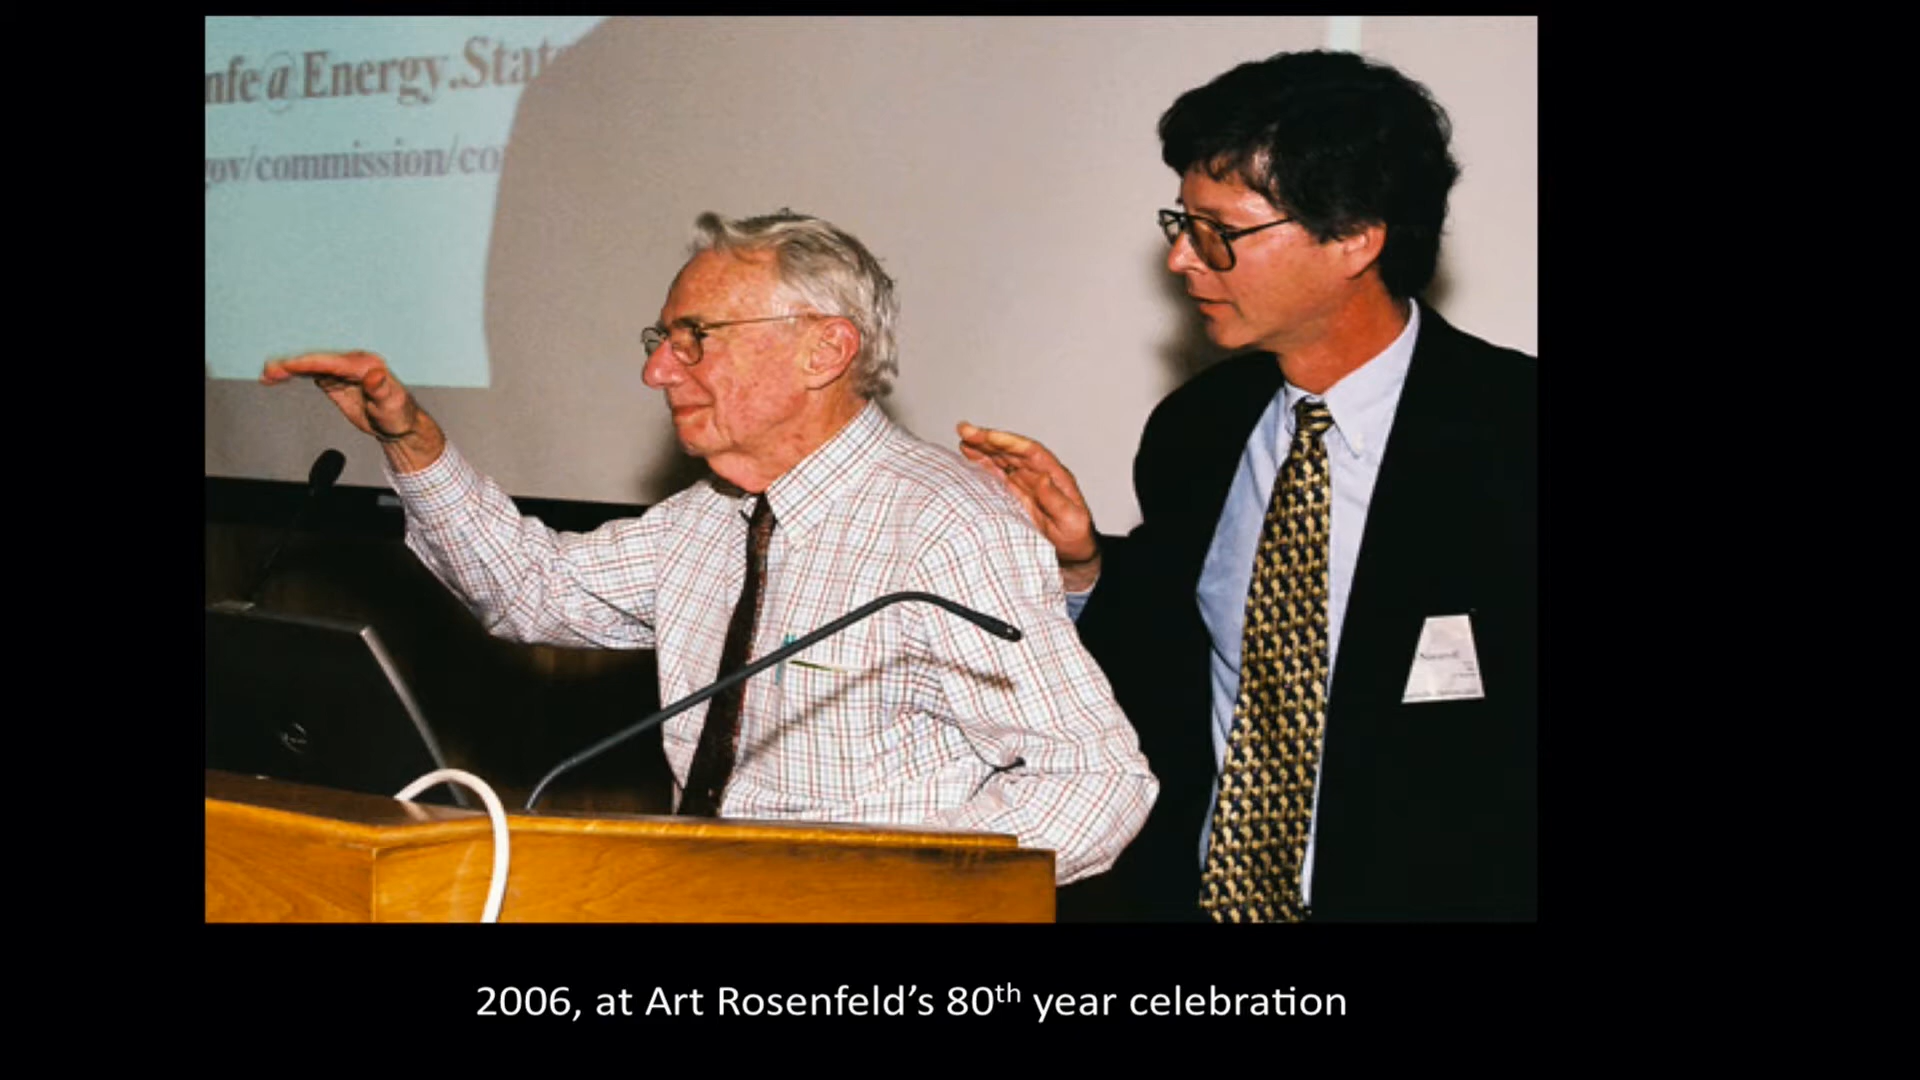 nfe@Energy.Stat
gov/commission/co
2006, at Art Rosenfeld’s 80th year celebration